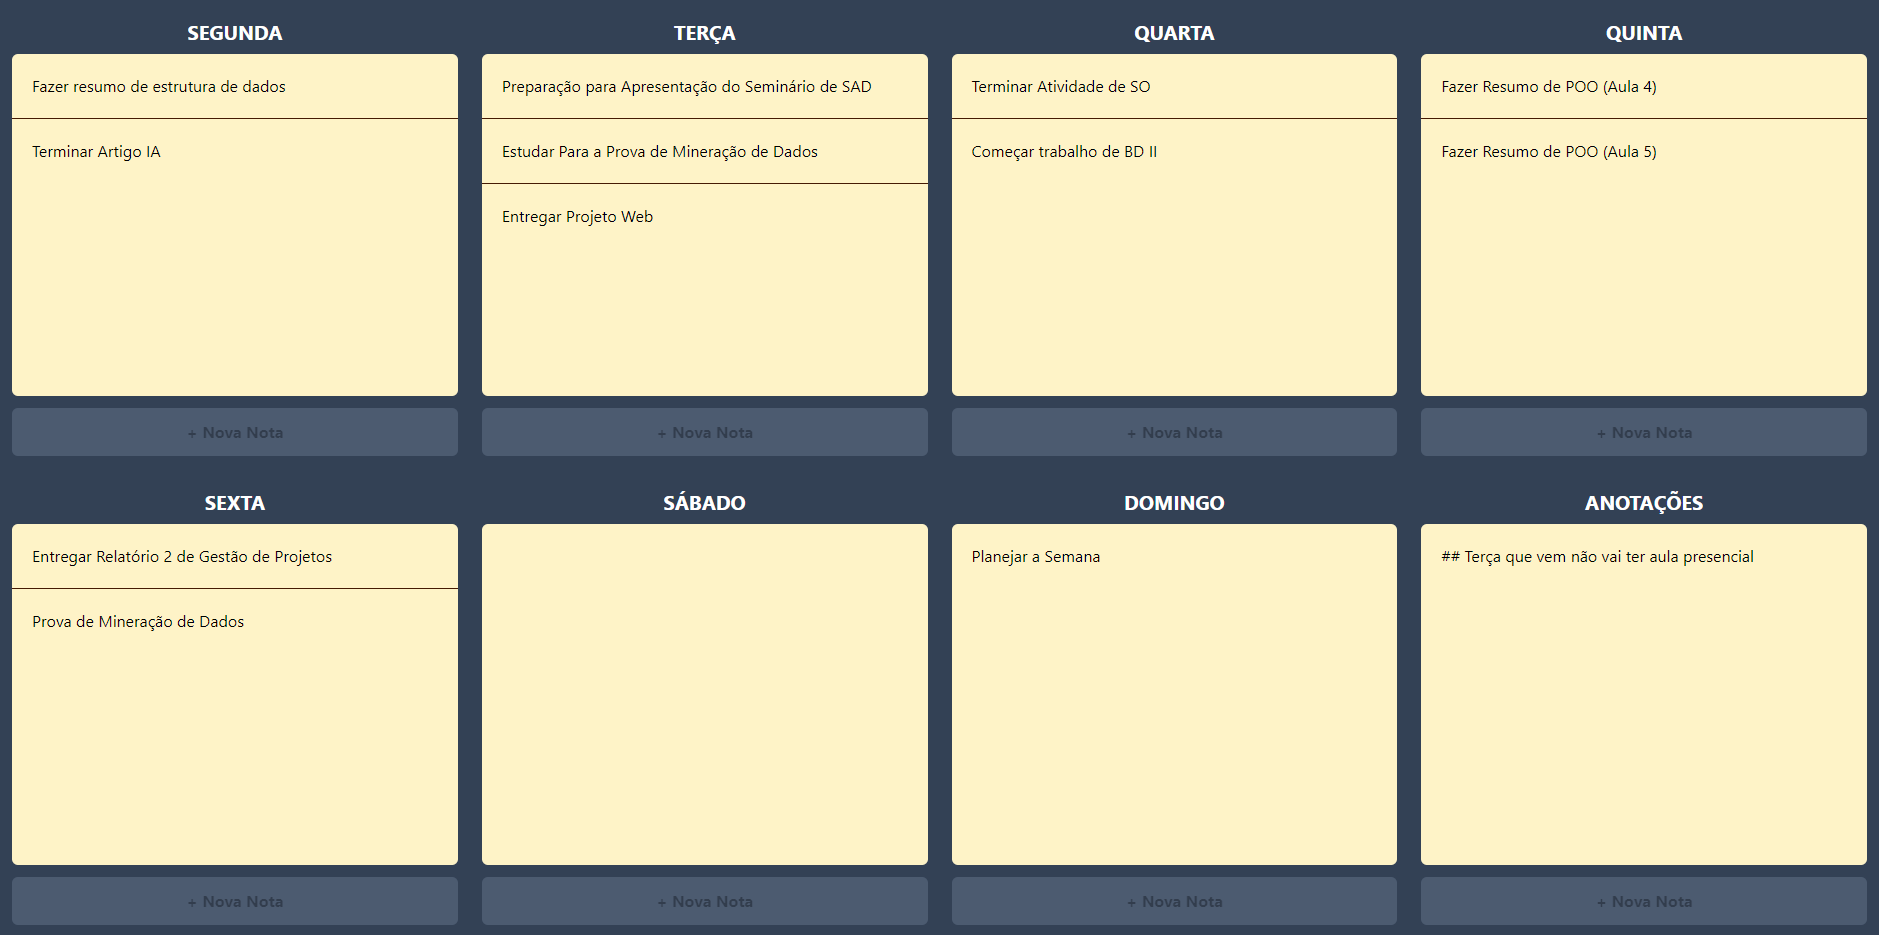 SEGUNDA
Fazer resumo de estrutura de dados
Terminar Artigo IA
+ Nova Nota
TERÇA
Preparação para Apresentação do Seminário de SAD
Estudar Para a Prova de Mineração de Dados
Entregar Projeto Web
+ Nova Nota
QUARTA
Terminar Atividade de SO
Começar trabalho de BD II
+ Nova Nota
QUINTA
Fazer Resumo de POO (Aula 4)
Fazer Resumo de POO (Aula 5)
+ Nova Nota
SEXTA
Entregar Relatório 2 de Gestão de Projetos
Prova de Mineração de Dados
+ Nova Nota
SÁBADO
+ Nova Nota
DOMINGO
Planejar a Semana
+ Nova Nota
ANOTAÇÕES
## Terça que vem não vai ter aula presencial
+ Nova Nota